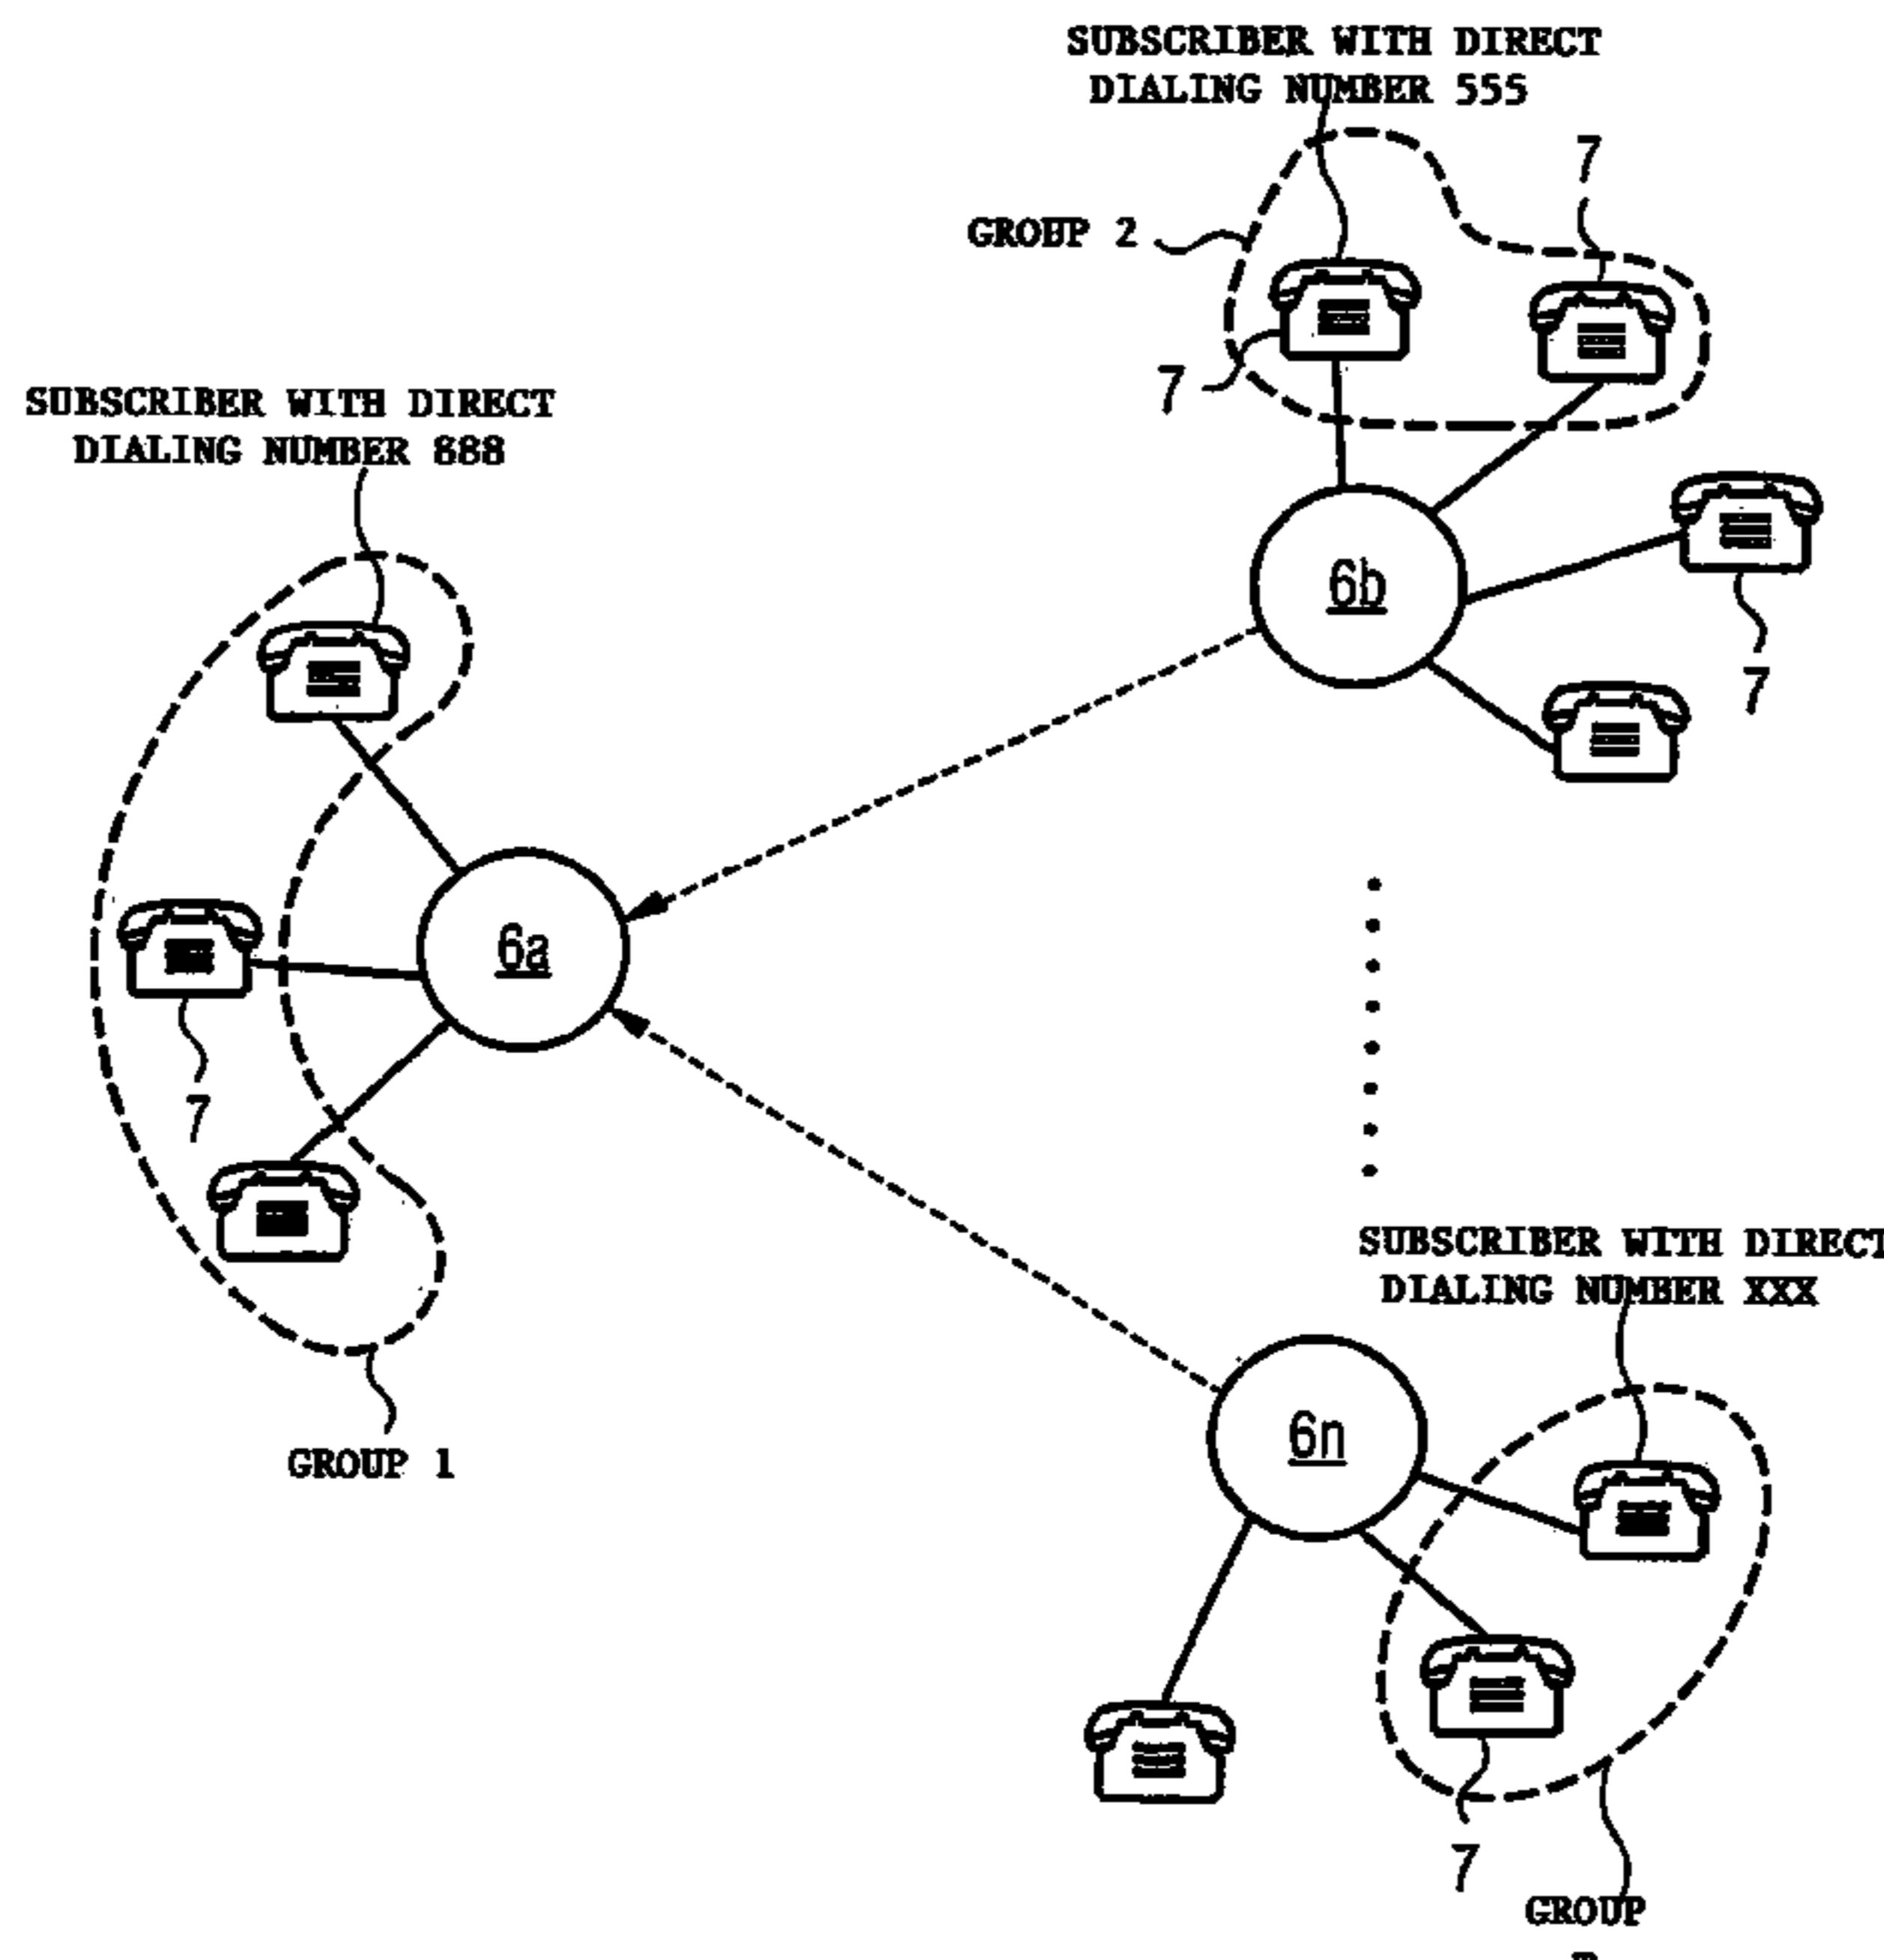 SUBSCRIBER WITH DIRECT
DIALING NUMBER 555
7
GROUP 2
7
SUBSCRIBER WITH DIRECT
DIALING NUMBER 888
6b
7
6a
7
SUBSCRIBER WITH DIRECT
DIALING NUMBER XXX
6n
GROUP 1
7
GROUP